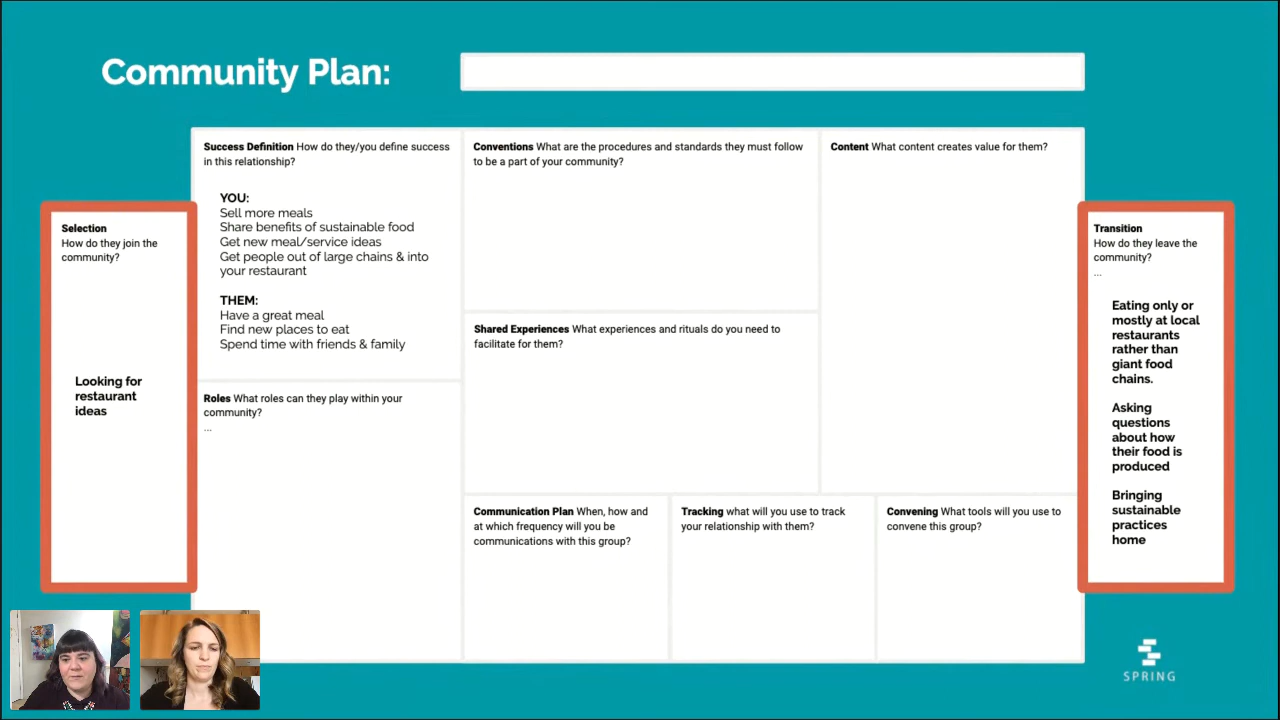 Community Plan:
Success Definition How do they/you define success
in this relationship?
YOU:
Sell more meals
Share benefits of sustainable food
Get new meal/service ideas
Get people out of large chains & into
your restaurant
THEM:
Have a great meal
Find new places to eat
Spend time with friends & family
Conventions What are the procedures and standards they must follow
to be a part of your community?
Content What content creates value for them?
Selection
How do they join the
community?
Looking for
restaurant
ideas
Transition
How do they leave the
community?
...
Eating only or
mostly at local
restaurants
rather than
giant food
chains.
Asking
questions
about how
their food is
produced
Bringing
sustainable
practices
home
Shared Experiences What experiences and rituals do you need to
facilitate for them?
Roles What roles can they play within your
community?
...
Communication Plan When, how and
at which frequency will you be
communications with this group?
Tracking what will you use to track
your relationship with them?
Convening What tools will you use to
convene this group?
SPRING